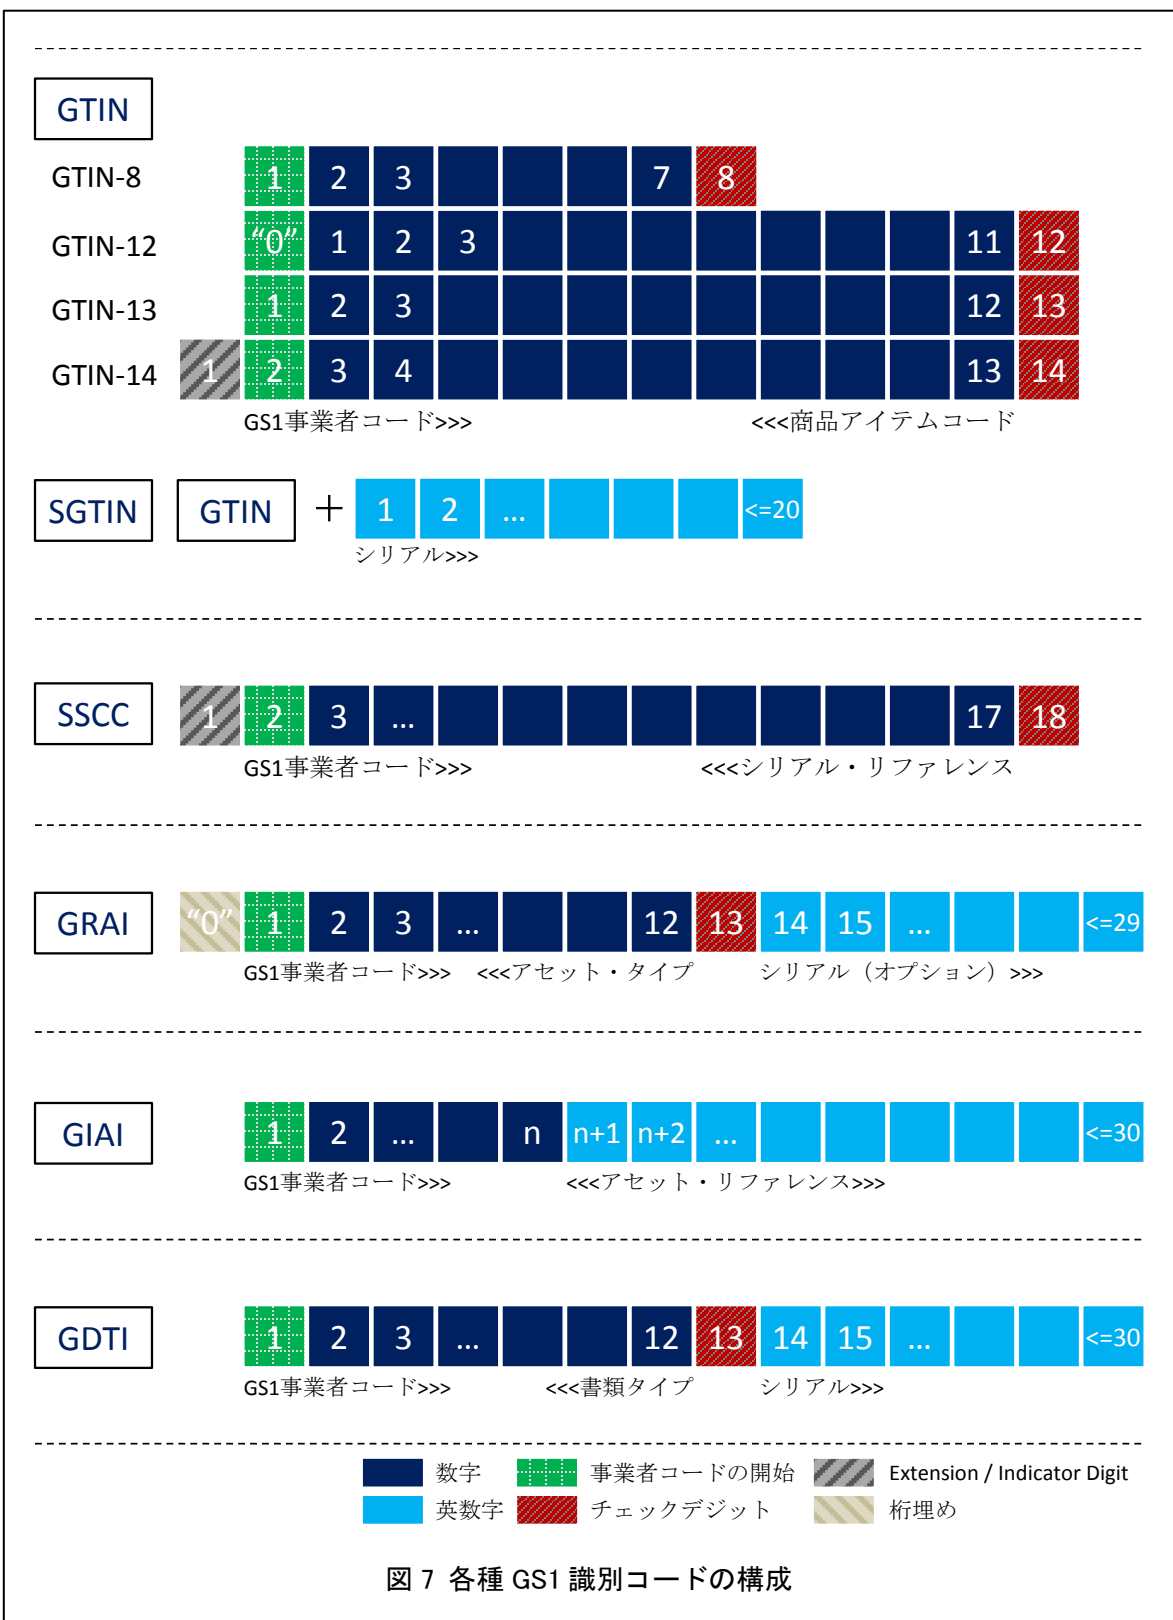 GTIN
GTIN-8 1 2 3 7 8
GTIN-12 "0" 1 2 3 11 12
GTIN-13 1 2 3 12 13
GTIN-14 1 2 3 4 13 14
GS1事業者コード>>> <<<商品アイテムコード
SGTIN GTIN + 1 2 ... <=20
シリアル>>>
SSCC 1 2 3 ... 17 18
GS1事業者コード>>> <<<シリアル・リファレンス
GRAI "0" 1 2 3 ... 12 13 14 15 ... <=29
GS1事業者コード>>> <<<アセット・タイプ シリアル（オプション）>>>
GIAI 1 2 ... n n+1 n+2 ... <=30
GS1事業者コード>>> <<<アセット・リファレンス>>>
GDTI 1 2 3 ... 12 13 14 15 ... <=30
GS1事業者コード>>> <<<書類タイプ シリアル>>>
数字 事業者コードの開始 Extension / Indicator Digit
英数字 チェックデジット 桁埋め
図 7 各種 GS1 識別コードの構成